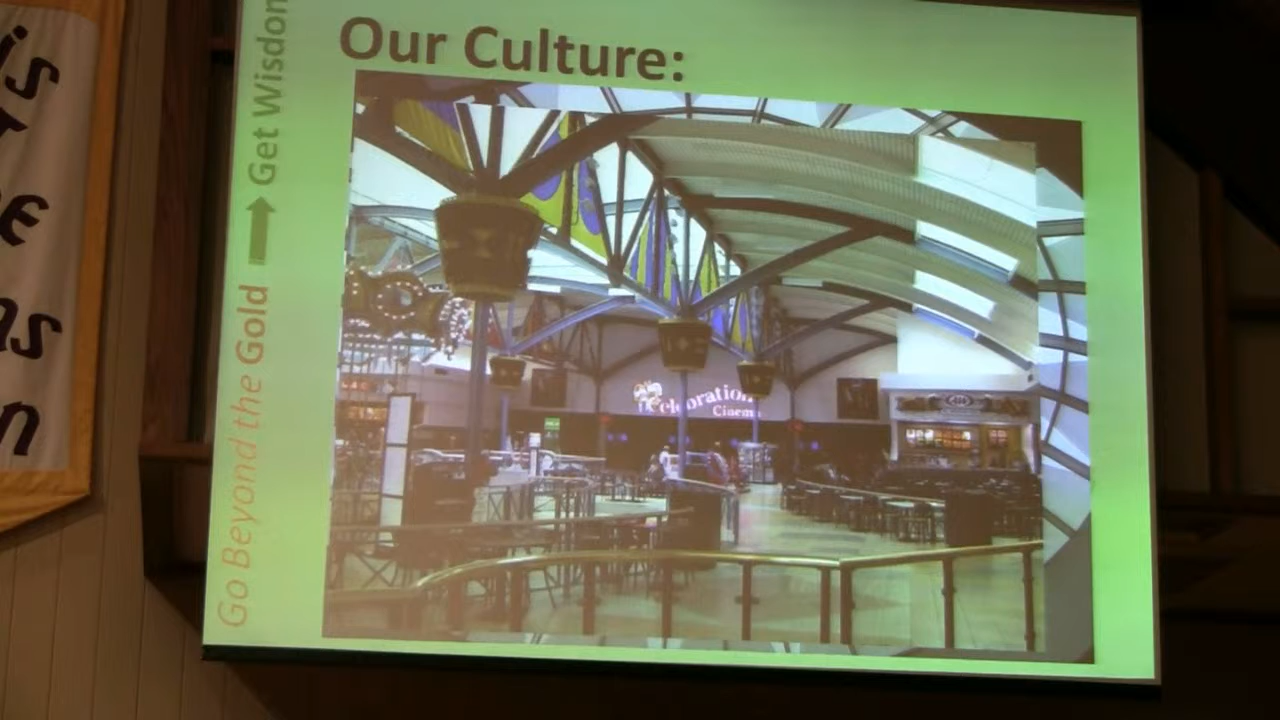 Our Culture:
Go Beyond the Gold
Get Wisdom
Celebration
Cinema
A&W
is
as